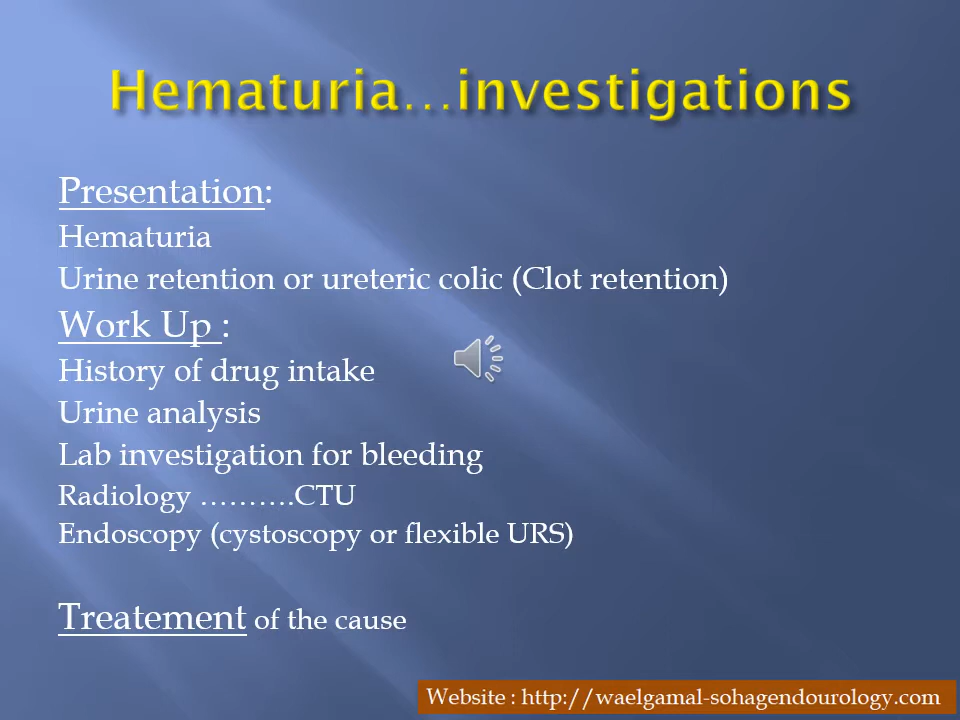 Hematuria…investigations
Presentation:
Hematuria
Urine retention or ureteric colic (Clot retention)
Work Up :
History of drug intake
Urine analysis
Lab investigation for bleeding
Radiology ……….CTU
Endoscopy (cystoscopy or flexible URS)
Treatement of the cause
Website : http://waelgamal-sohagendourology.com